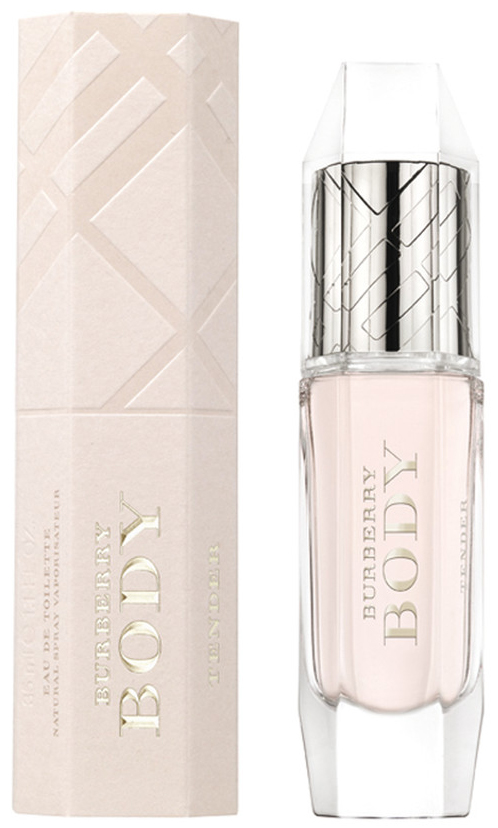 EAU DE TOILETTE
NATURAL SPRAY VAPORISATEUR
BURBERRY
BODY
TENDER
BURBERRY
BODY
TENDER